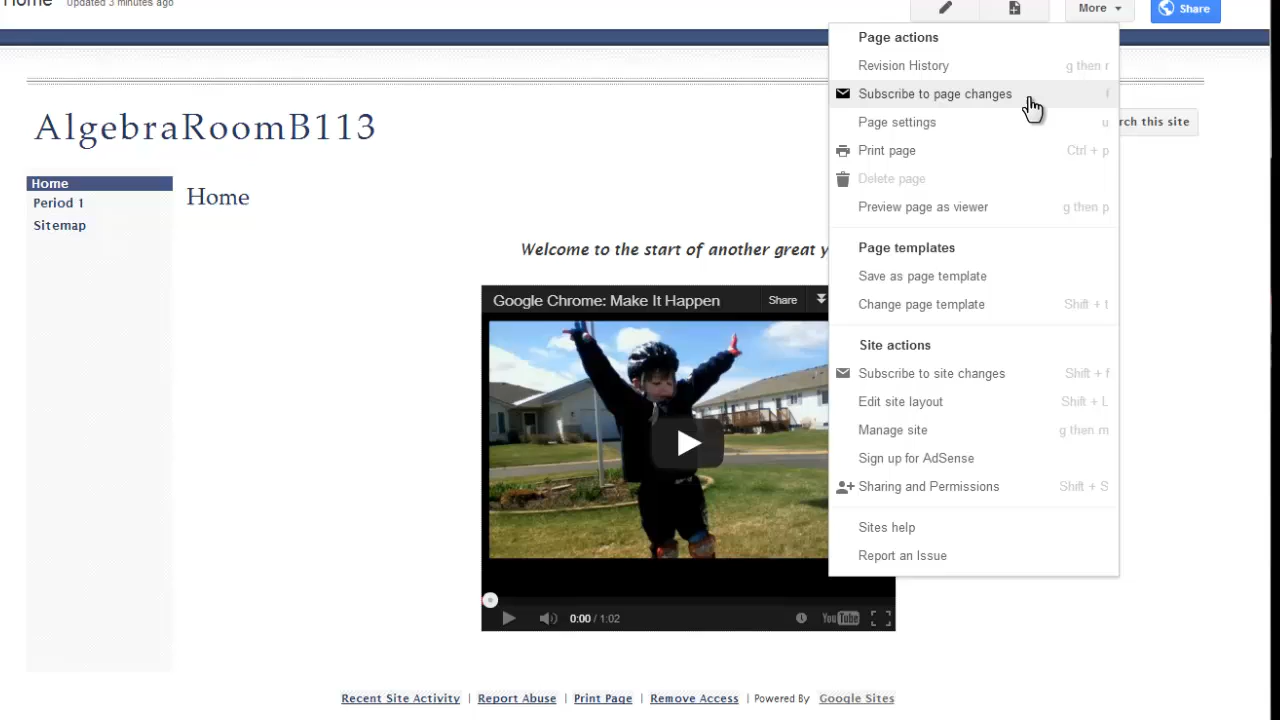 Home Updated 3 minutes ago
More
Share
Page actions
Revision History g then r
Subscribe to page changes f
Page settings u
Print page Ctrl + p
Delete page
Preview page as viewer g then p
Page templates
Save as page template
Change page template Shift + t
Site actions
Subscribe to site changes Shift + f
Edit site layout Shift + L
Manage site g then m
Sign up for AdSense
Sharing and Permissions Shift + S
Sites help
Report an Issue
rch this site
AlgebraRoomB113
Home
Period 1
Sitemap
Home
Welcome to the start of another great y
Google Chrome: Make It Happen Share
0:00 / 1:02 YouTube
Recent Site Activity | Report Abuse | Print Page | Remove Access | Powered By Google Sites